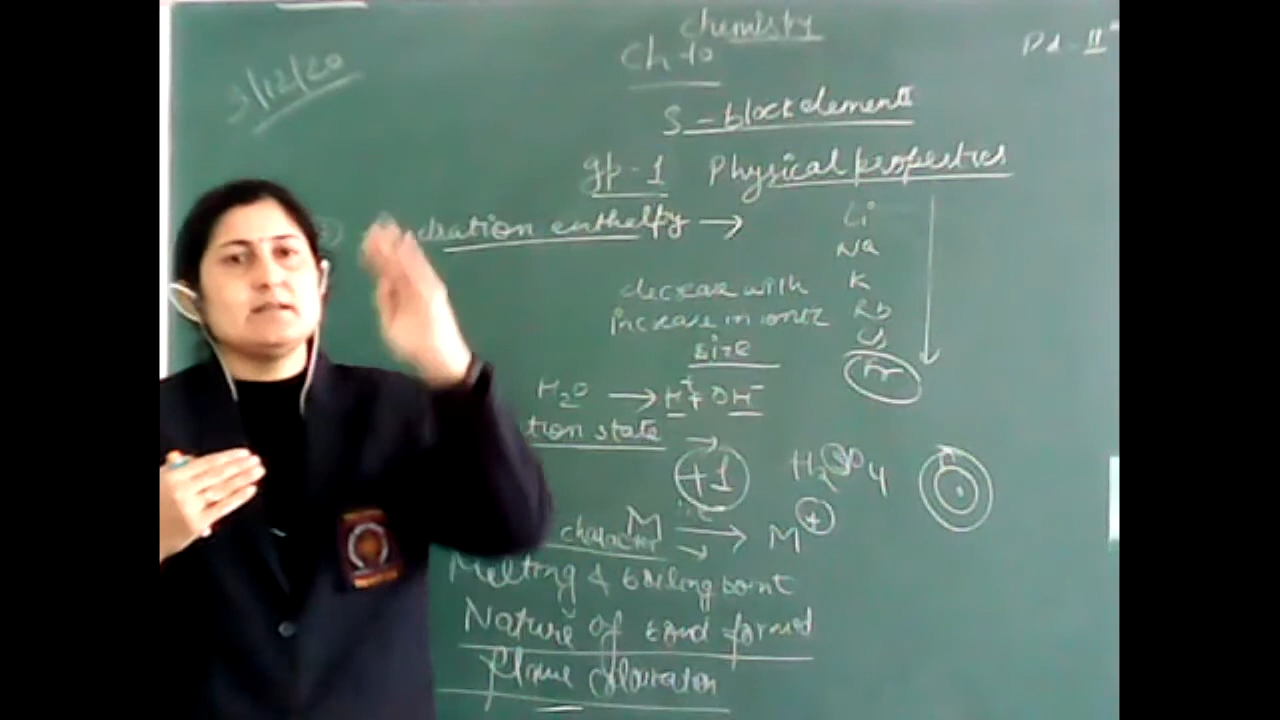 3/12/20
Chemistry
Pd - II
Ch-10
S-block element
gp-1 Physical properties
dration enthalpy →
Li
Na
K
Rb
Cs
Fr
decrease with
increase in ionic
size
H2O → H+ + OH-
tion state →
+1
H2SO4
character
M → M+
Melting & boiling point
Nature of bond formed
Flame